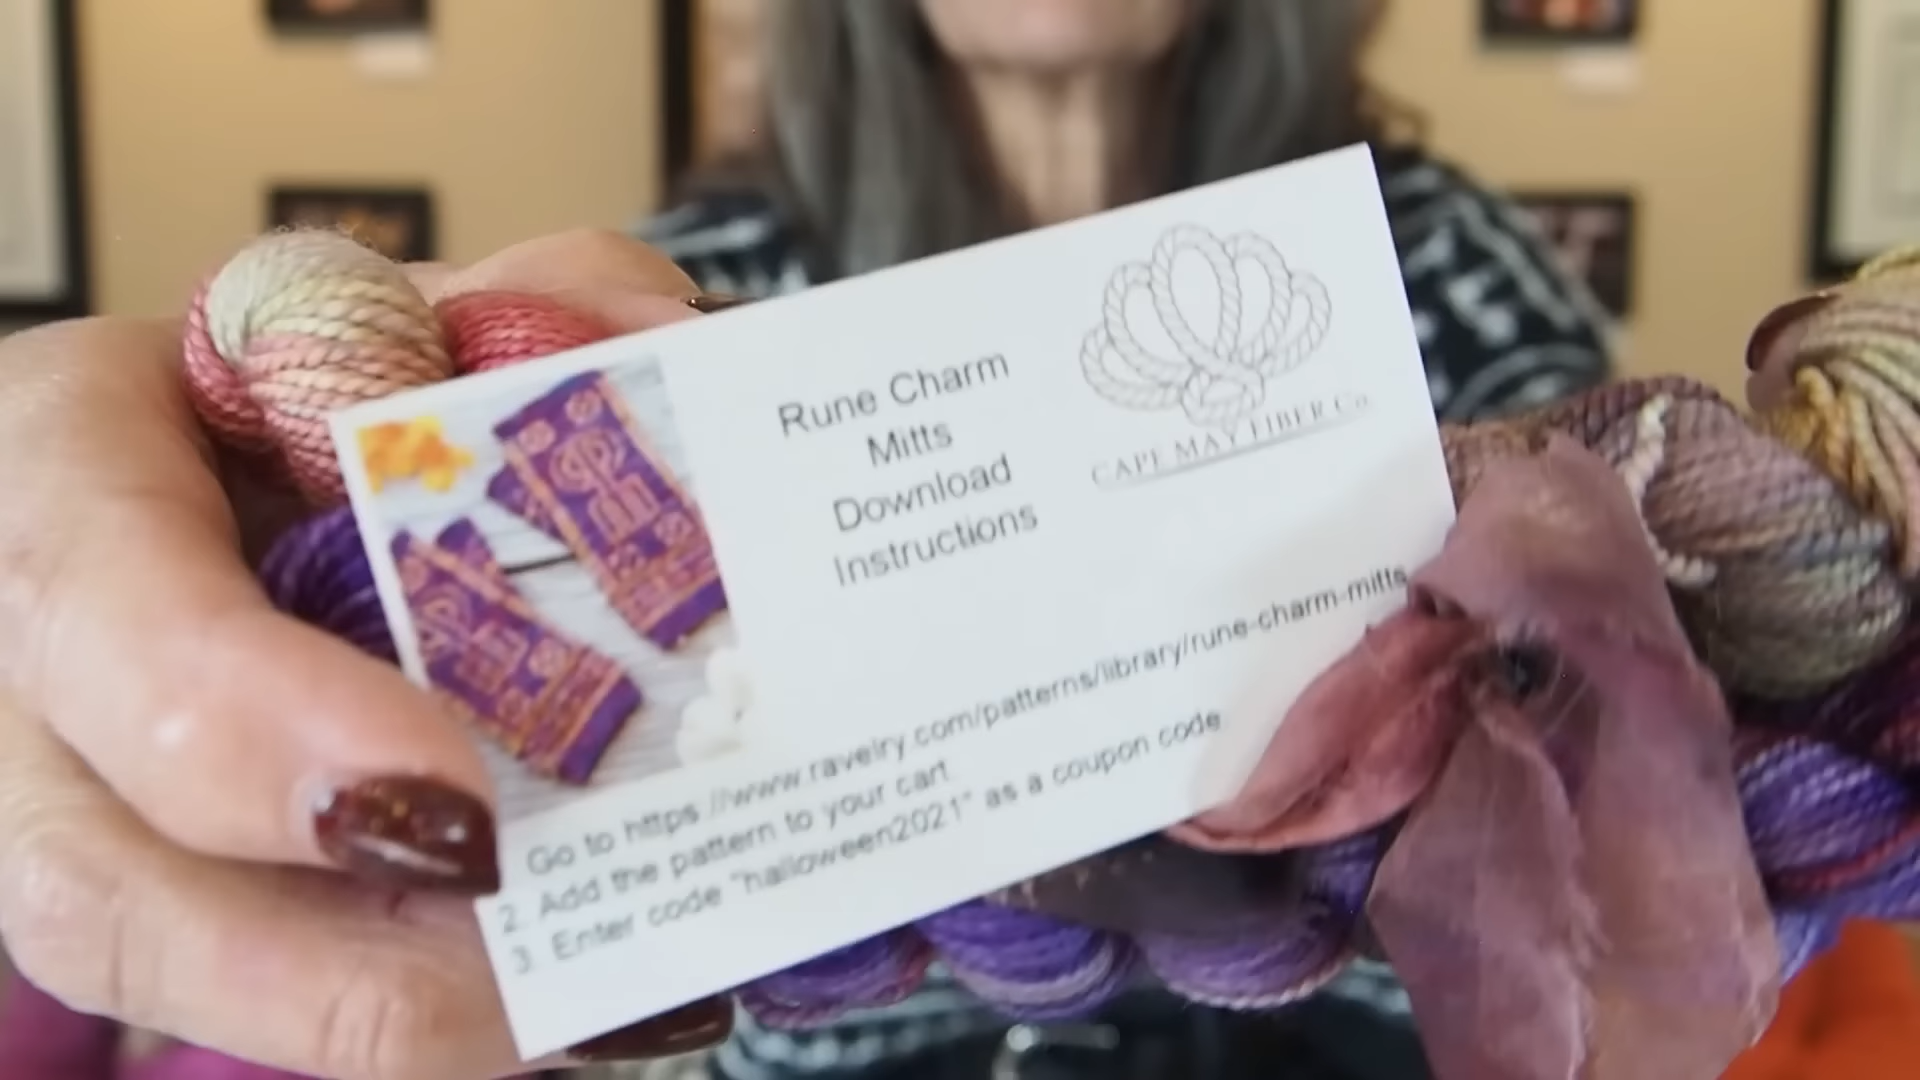 Rune Charm
Mitts
Download
Instructions
CAPE MAY FIBER Co.
Go to https://www.ravelry.com/patterns/library/rune-charm-mitts
2. Add the pattern to your cart.
3. Enter code "halloween2021" as a coupon code